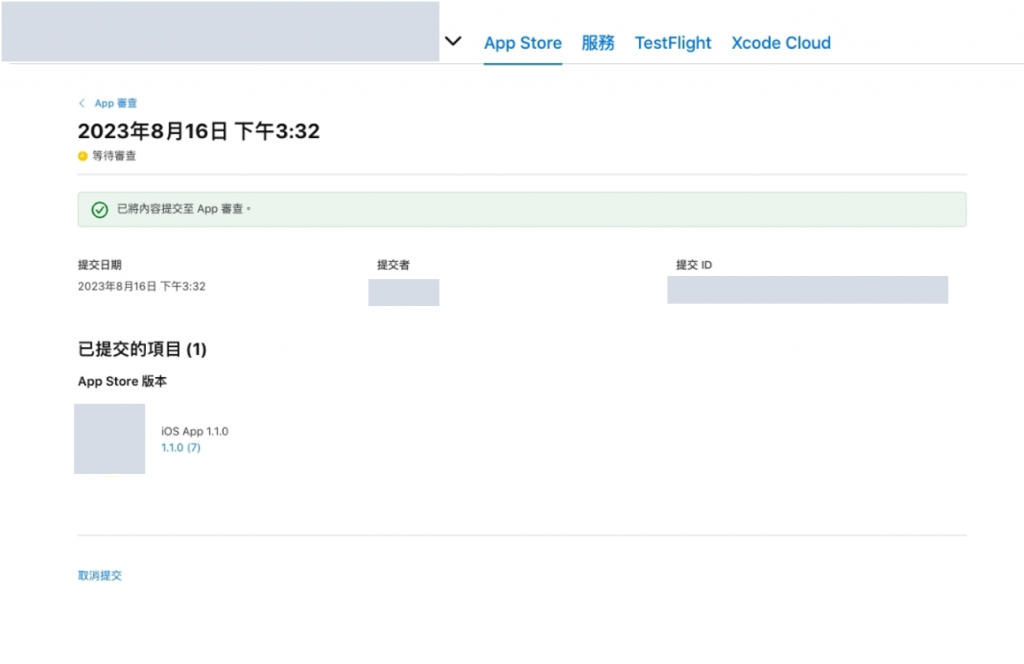 App Store 服務 TestFlight Xcode Cloud
App 審查
2023年8月16日 下午3:32
等待審查
已將內容提交至 App 審查。
提交日期 提交者 提交 ID
2023年8月16日 下午3:32
已提交的項目 (1)
App Store 版本
iOS App 1.1.0
1.1.0 (7)
取消提交